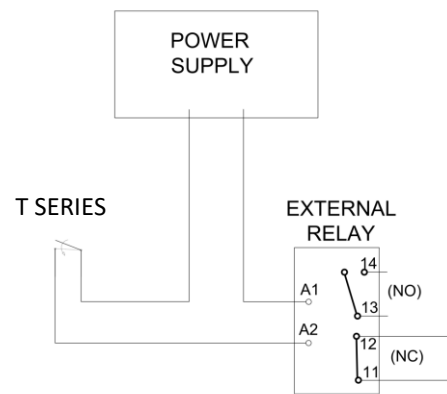 POWER
SUPPLY
T SERIES
EXTERNAL
RELAY
14
A1
(NO)
13
A2
12
(NC)
11